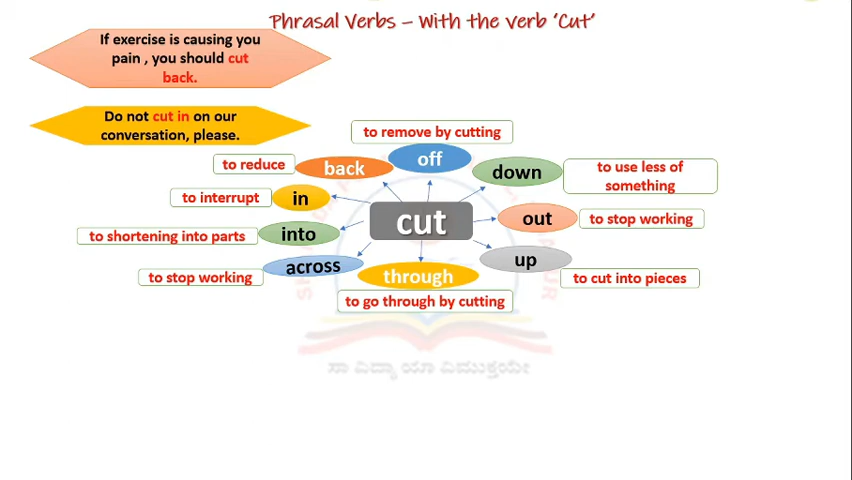 Phrasal Verbs – With the verb ‘Cut’
If exercise is causing you
pain , you should cut
back.
Do not cut in on our
conversation, please.
to remove by cutting
off
to reduce
back
down
to use less of
something
to interrupt
in
cut
out
to stop working
to shortening into parts
into
across
to stop working
through
to go through by cutting
up
to cut into pieces
ಸಾ ವಿದ್ಯಾ ಯಾ ವಿಮುಕ್ತಯೇ